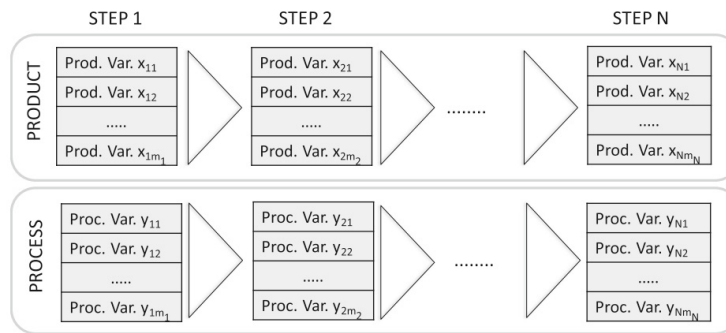 STEP 1 STEP 2 STEP N
PRODUCT
Prod. Var. x11 Prod. Var. x21 Prod. Var. xN1
Prod. Var. x12 Prod. Var. x22 Prod. Var. xN2
..... ..... ........ .....
Prod. Var. x1m1 Prod. Var. x2m2 Prod. Var. xNmN
PROCESS
Proc. Var. y11 Proc. Var. y21 Proc. Var. yN1
Proc. Var. y12 Proc. Var. y22 Proc. Var. yN2
..... ..... ........ .....
Proc. Var. y1m1 Proc. Var. y2m2 Proc. Var. yNmN